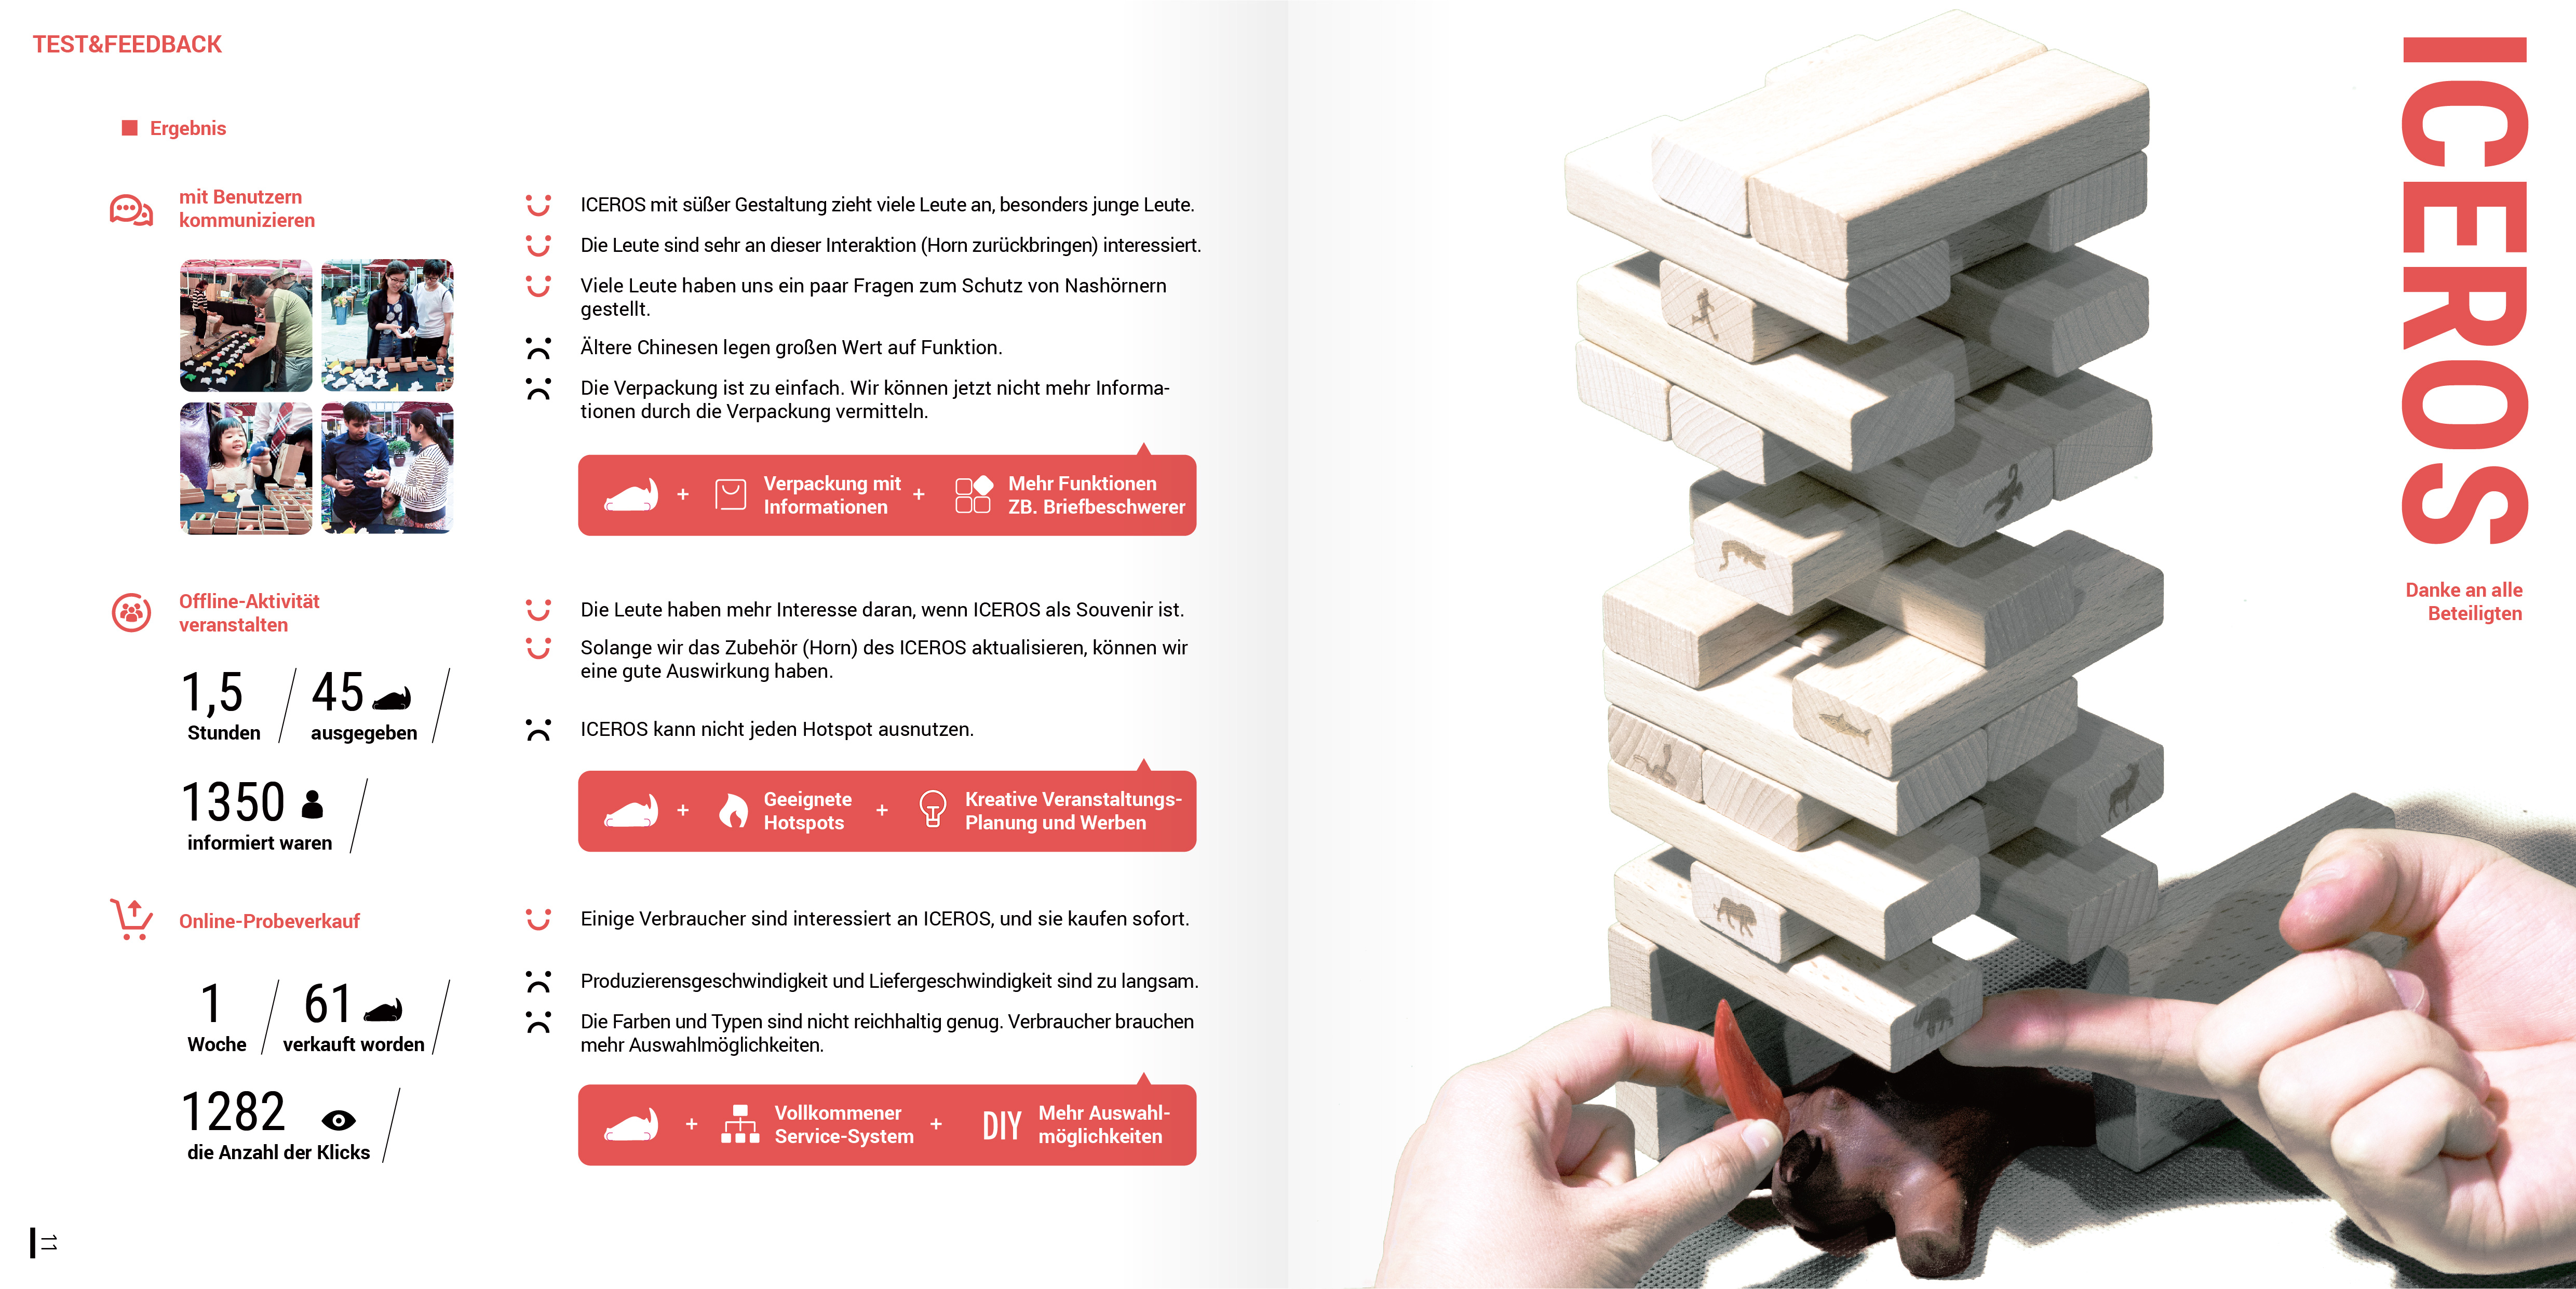 TEST&FEEDBACK
Ergebnis
mit Benutzern
kommunizieren
ICEROS mit süßer Gestaltung zieht viele Leute an, besonders junge Leute.
Die Leute sind sehr an dieser Interaktion (Horn zurückbringen) interessiert.
Viele Leute haben uns ein paar Fragen zum Schutz von Nashörnern
gestellt.
Ältere Chinesen legen großen Wert auf Funktion.
Die Verpackung ist zu einfach. Wir können jetzt nicht mehr Informa-
tionen durch die Verpackung vermitteln.
+ Verpackung mit
Informationen
+ Mehr Funktionen
ZB. Briefbeschwerer
Offline-Aktivität
veranstalten
1,5
Stunden
45
ausgegeben
1350
informiert waren
Die Leute haben mehr Interesse daran, wenn ICEROS als Souvenir ist.
Solange wir das Zubehör (Horn) des ICEROS aktualisieren, können wir
eine gute Auswirkung haben.
ICEROS kann nicht jeden Hotspot ausnutzen.
+ Geeignete
Hotspots
+ Kreative Veranstaltungs-
Planung und Werben
Online-Probeverkauf
1
Woche
61
verkauft worden
1282
die Anzahl der Klicks
Einige Verbraucher sind interessiert an ICEROS, und sie kaufen sofort.
Produzierensgeschwindigkeit und Liefergeschwindigkeit sind zu langsam.
Die Farben und Typen sind nicht reichhaltig genug. Verbraucher brauchen
mehr Auswahlmöglichkeiten.
+ Vollkommener
Service-System
+ DIY Mehr Auswahl-
möglichkeiten
11
ICEROS
Danke an alle
Beteiligten